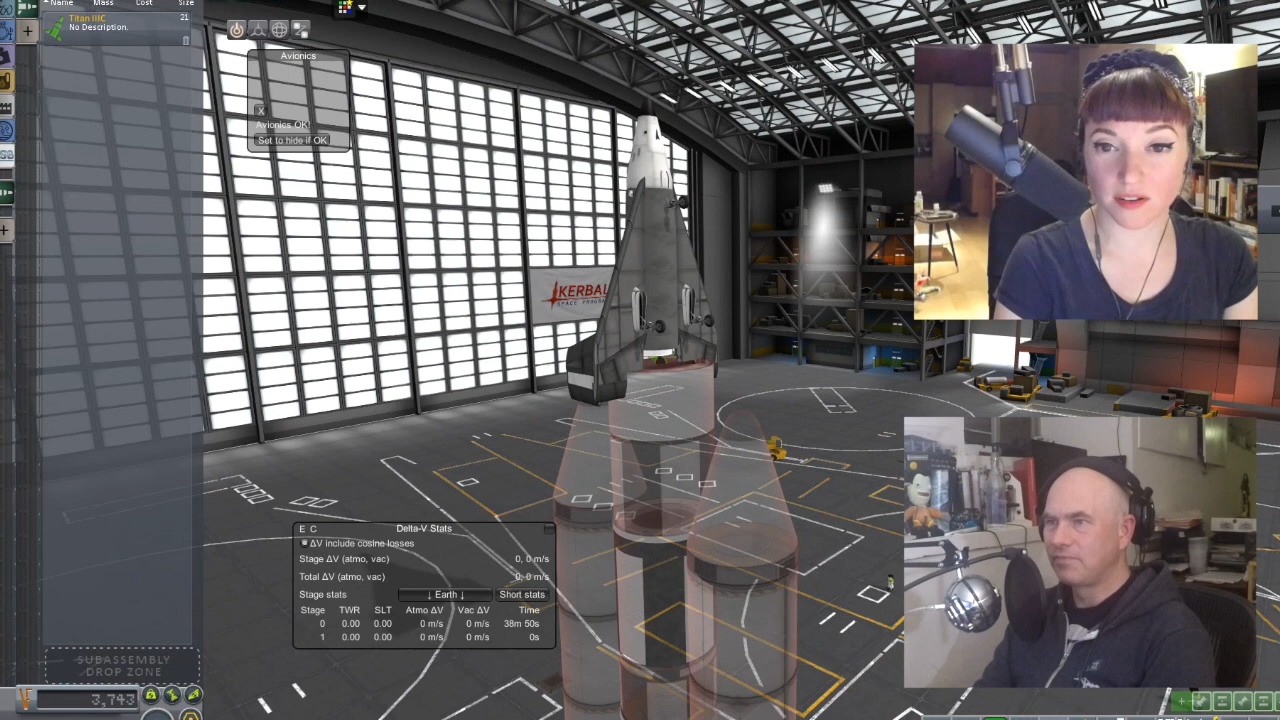 Name Mass Cost Size
Titan IIIC 21
No Description.
Avionics
X
Avionics OK!
Set to hide if OK
KERBAL
SPACE PROGRA
E C Delta-V Stats
ΔV include cosine losses
Stage ΔV (atmo, vac) 0, 0 m/s
Total ΔV (atmo, vac) 0, 0 m/s
Stage stats ↓ Earth ↓ Short stats
Stage TWR SLT Atmo ΔV Vac ΔV Time
0 0.00 0.00 0 m/s 0 m/s 38m 50s
1 0.00 0.00 0 m/s 0 m/s 0s
SUBASSEMBLY
DROP ZONE
3,743